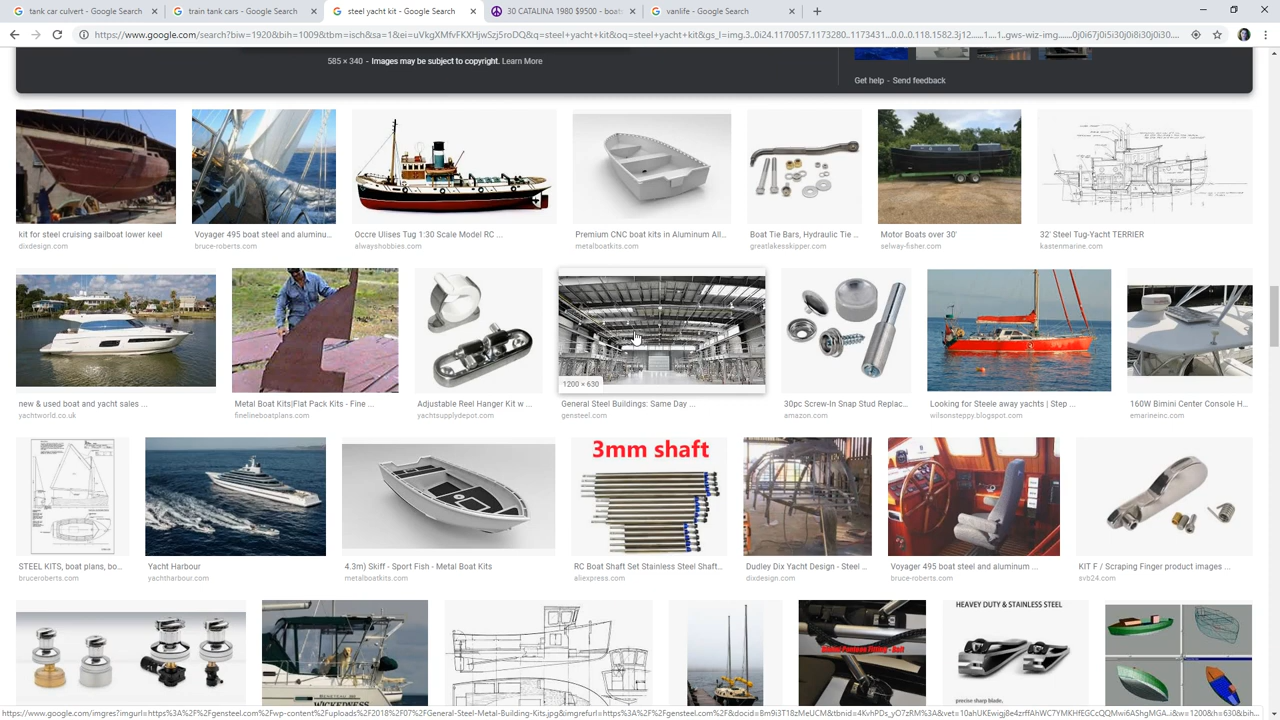 tank car culvert - Google Search
train tank cars - Google Search
steel yacht kit - Google Search
30 CATALINA 1980 $9500 - boats
vanlife - Google Search
585 × 340 - Images may be subject to copyright. Learn More
Get help - Send feedback
kit for steel cruising sailboat lower keel
dixdesign.com
Voyager 495 boat steel and aluminu...
bruce-roberts.com
Occre Ulises Tug 1:30 Scale Model RC ...
alwayshobbies.com
Premium CNC boat kits in Aluminum All...
metalboatkits.com
Boat Tie Bars, Hydraulic Tie ...
greatlakesskipper.com
Motor Boats over 30'
selway-fisher.com
32' Steel Tug-Yacht TERRIER
kastenmarine.com
1200 × 630
new & used boat and yacht sales ...
yachtworld.co.uk
Metal Boat Kits|Flat Pack Kits - Fine ...
finelineboatplans.com
Adjustable Reel Hanger Kit w ...
yachtsupplydepot.com
General Steel Buildings: Same Day ...
gensteel.com
30pc Screw-In Snap Stud Replac...
amazon.com
Looking for Steele away yachts | Step ...
wilsonsteppy.blogspot.com
160W Bimini Center Console H...
emarineinc.com
3mm shaft
STEEL KITS, boat plans, bo...
bruceroberts.com
Yacht Harbour
yachtharbour.com
4.3m) Skiff - Sport Fish - Metal Boat Kits
metalboatkits.com
RC Boat Shaft Set Stainless Steel Shaft...
aliexpress.com
Dudley Dix Yacht Design - Steel ...
dixdesign.com
Voyager 495 boat steel and aluminum ...
bruce-roberts.com
KIT F / Scraping Finger product images ...
svb24.com
HEAVY DUTY & STAINLESS STEEL
precise sharp blade,